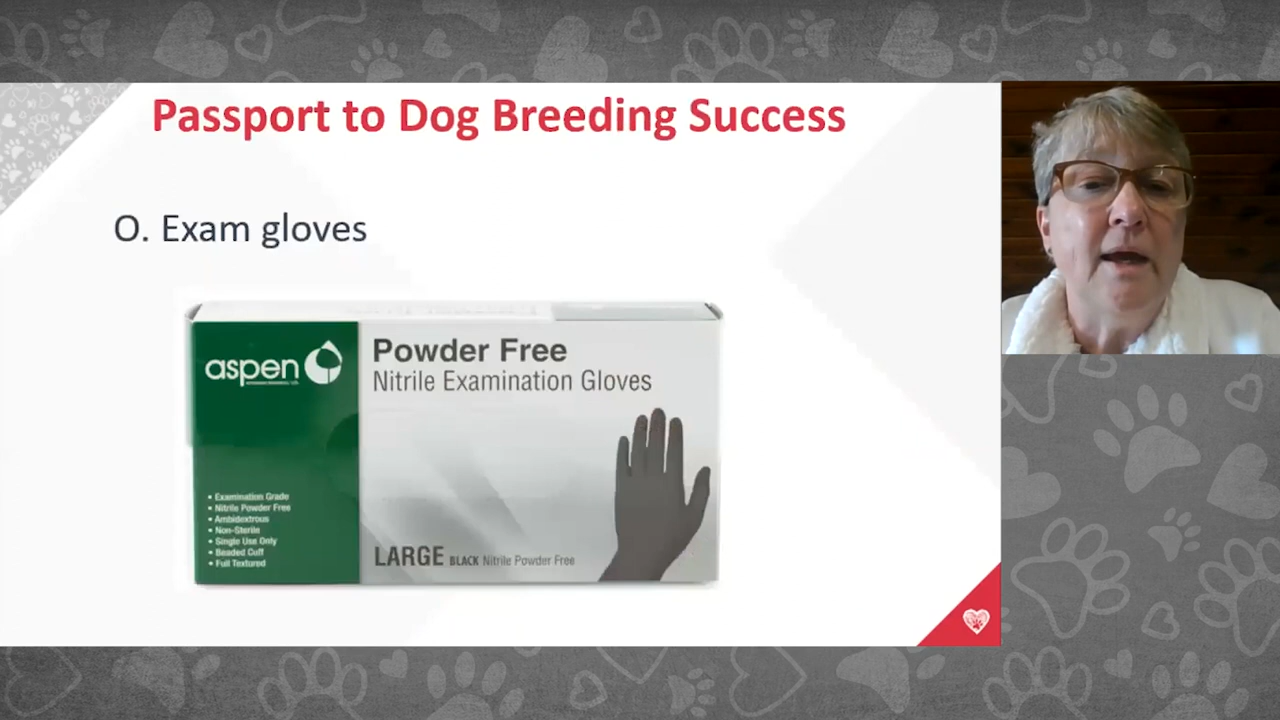 Passport to Dog Breeding Success
O. Exam gloves
aspen
Powder Free
Nitrile Examination Gloves
• Examination Grade
• Nitrile Powder Free
• Ambidextrous
• Non-Sterile
• Single Use Only
• Beaded Cuff
• Full Textured
LARGE BLACK Nitrile Powder Free